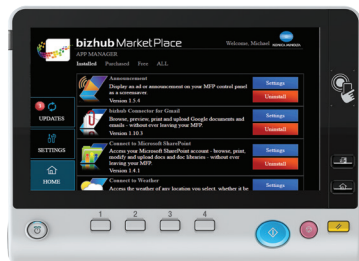 bizhub MarketPlace
Welcome, Michael
KONICA MINOLTA
APP MANAGER
Installed Purchased Free ALL
Announcement
Display an ad or announcement on your MFP control panel
as a screensaver.
Version 1.5.4
Settings
Uninstall
bizhub Connector for Gmail
Browse, preview, print and upload Google documents and
emails - without ever leaving your MFP.
Version 1.10.3
Settings
Uninstall
Connect to Microsoft SharePoint
Access your Microsoft SharePoint account - browse, print,
modify and upload docs and doc libraries - without ever
leaving your MFP.
Version 1.4.1
Settings
Uninstall
Connect to Weather
Access the weather of any location you select, whether it be
Settings
1
UPDATES
SETTINGS
HOME
1 2 3 4